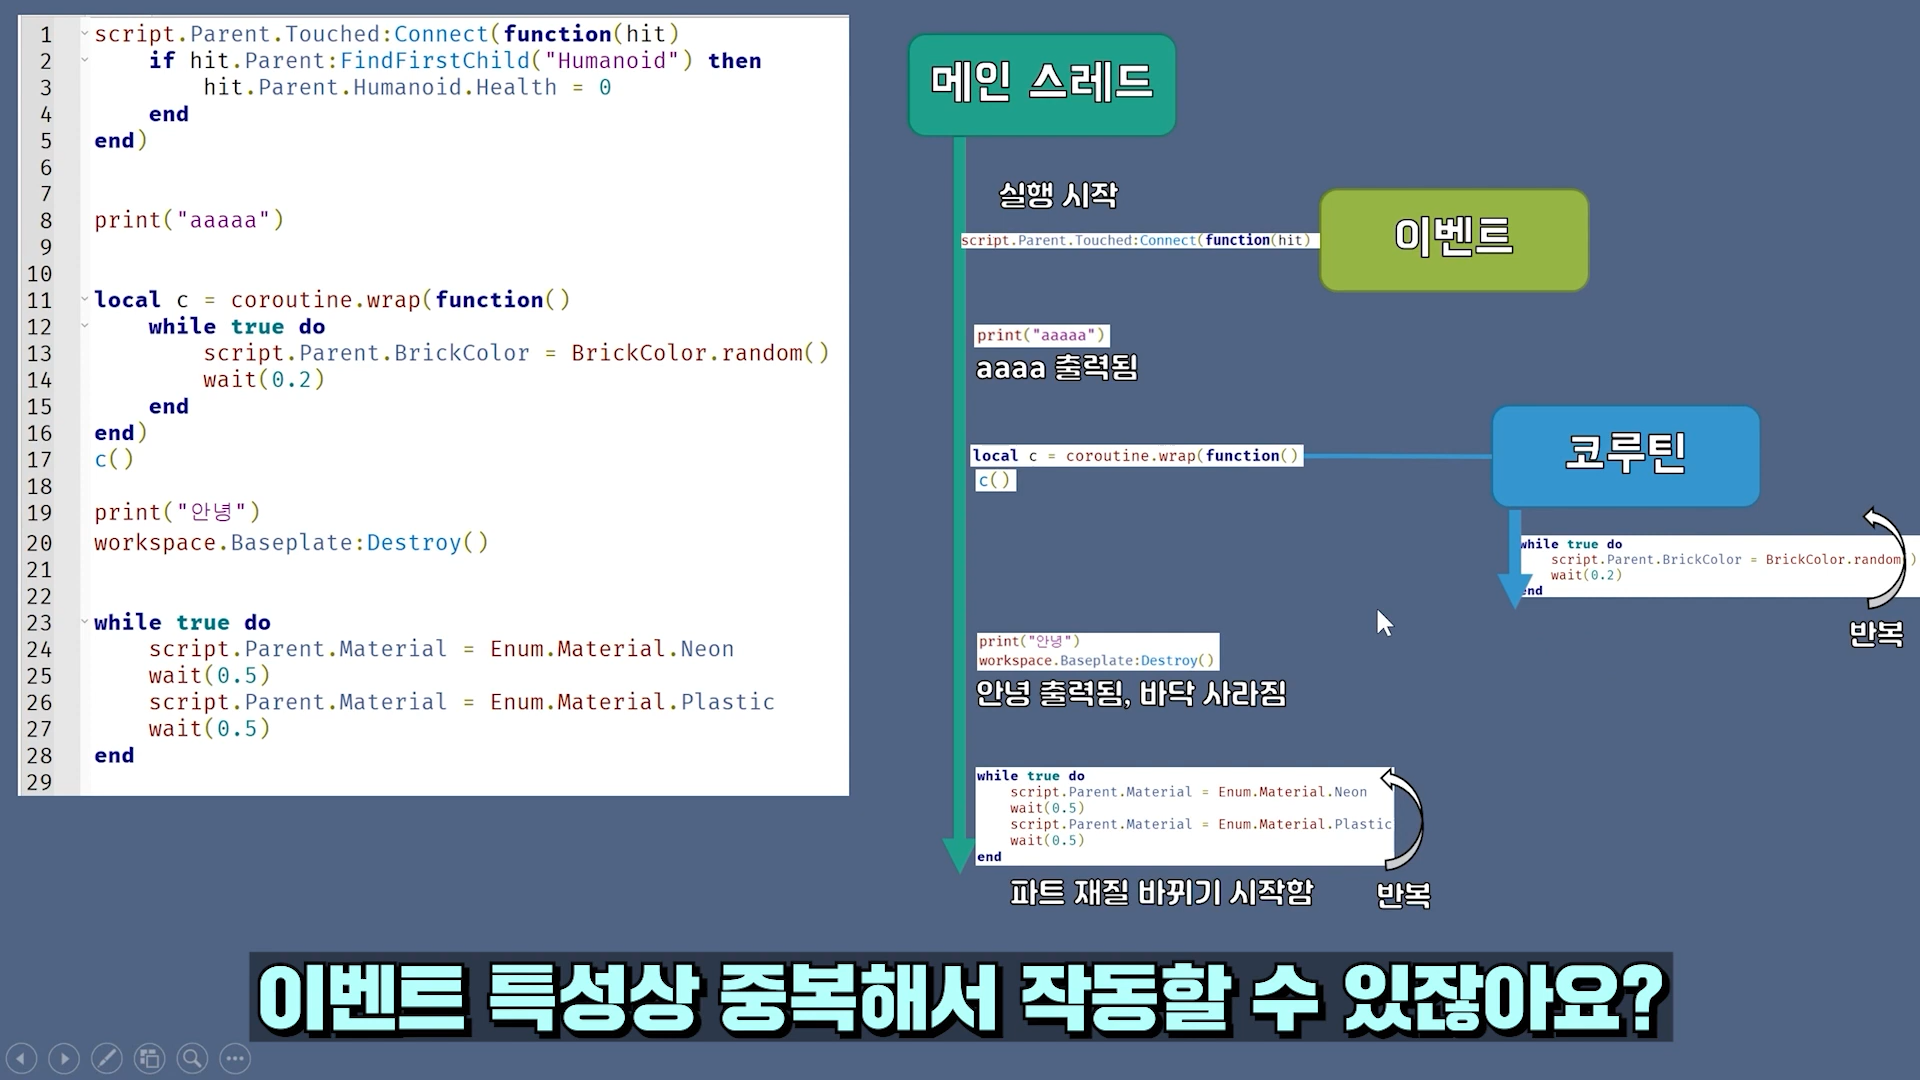 1 script.Parent.Touched:Connect(function(hit)
2 if hit.Parent:FindFirstChild("Humanoid") then
3 hit.Parent.Humanoid.Health = 0
4 end
5 end)
6
7
8 print("aaaaa")
9
10
11 local c = coroutine.wrap(function()
12 while true do
13 script.Parent.BrickColor = BrickColor.random()
14 wait(0.2)
15 end
16 end)
17 c()
18
19 print("안녕")
20 workspace.Baseplate:Destroy()
21
22
23 while true do
24 script.Parent.Material = Enum.Material.Neon
25 wait(0.5)
26 script.Parent.Material = Enum.Material.Plastic
27 wait(0.5)
28 end
29
메인 스레드
실행 시작
script.Parent.Touched:Connect(function(hit)
이벤트
print("aaaaa")
aaaa 출력됨
local c = coroutine.wrap(function()
c()
코루틴
while true do
script.Parent.BrickColor = BrickColor.random()
wait(0.2)
end
반복
print("안녕")
workspace.Baseplate:Destroy()
안녕 출력됨, 바닥 사라짐
while true do
script.Parent.Material = Enum.Material.Neon
wait(0.5)
script.Parent.Material = Enum.Material.Plastic
wait(0.5)
end
파트 재질 바뀌기 시작함
반복
이벤트 특성상 중복해서 작동할 수 있잖아요?